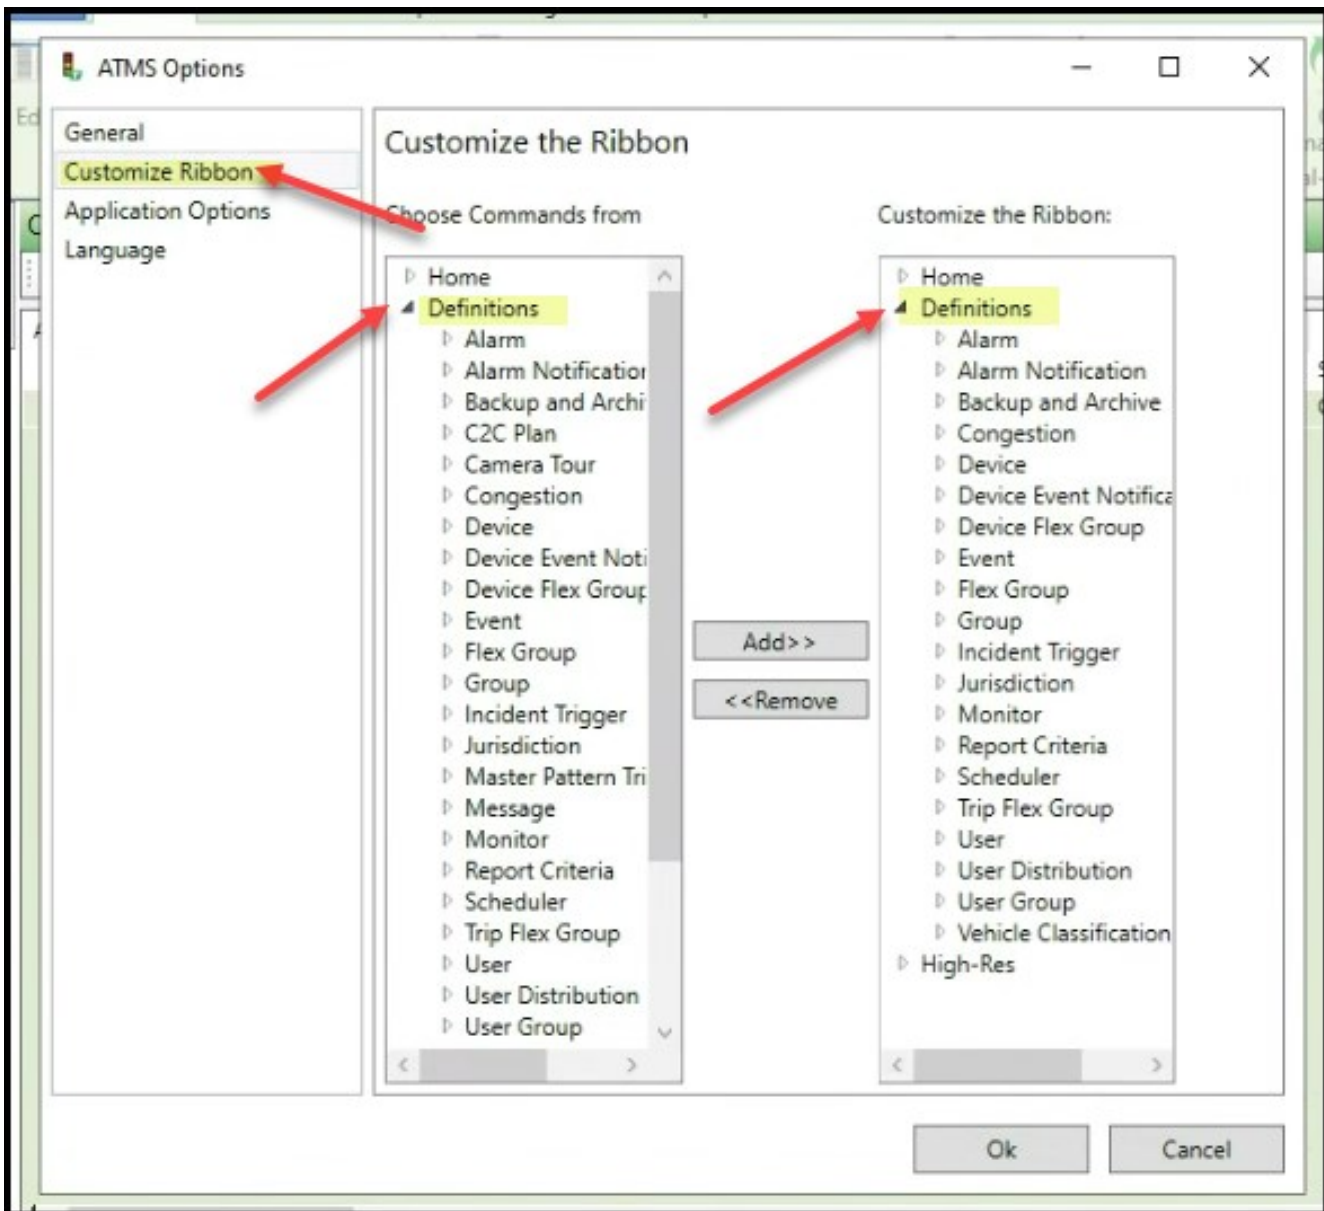 ATMS Options
General
Customize Ribbon
Application Options
Language
Customize the Ribbon
Choose Commands from
Home
Definitions
Alarm
Alarm Notification
Backup and Archi
C2C Plan
Camera Tour
Congestion
Device
Device Event Noti
Device Flex Group
Event
Flex Group
Group
Incident Trigger
Jurisdiction
Master Pattern Tri
Message
Monitor
Report Criteria
Scheduler
Trip Flex Group
User
User Distribution
User Group
Add>>
<<Remove
Customize the Ribbon:
Home
Definitions
Alarm
Alarm Notification
Backup and Archive
Congestion
Device
Device Event Notifica
Device Flex Group
Event
Flex Group
Group
Incident Trigger
Jurisdiction
Monitor
Report Criteria
Scheduler
Trip Flex Group
User
User Distribution
User Group
Vehicle Classification
High-Res
Ok
Cancel